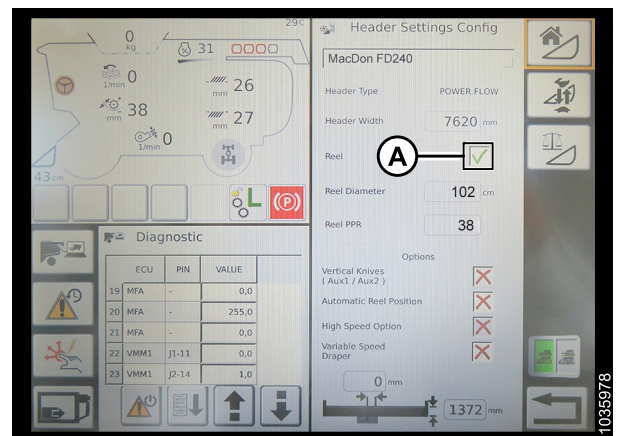 29C
0
kg
31
0
1/min
26
mm
38
mm
27
mm
0
1/min
43 cm
L
(P)
Diagnostic
ECU PIN VALUE
19 MFA - 0,0
20 MFA - 255,0
21 MFA - 0,0
22 VMM1 J1-11 0,0
23 VMM1 J2-14 1,0
Header Settings Config
MacDon FD240
Header Type POWER FLOW
Header Width 7620 mm
Reel A
Reel Diameter 102 cm
Reel PPR 38
Options
Vertical Knives
( Aux1 / Aux2 )
Automatic Reel Position
High Speed Option
Variable Speed
Draper
0 mm
1372 mm
1035978